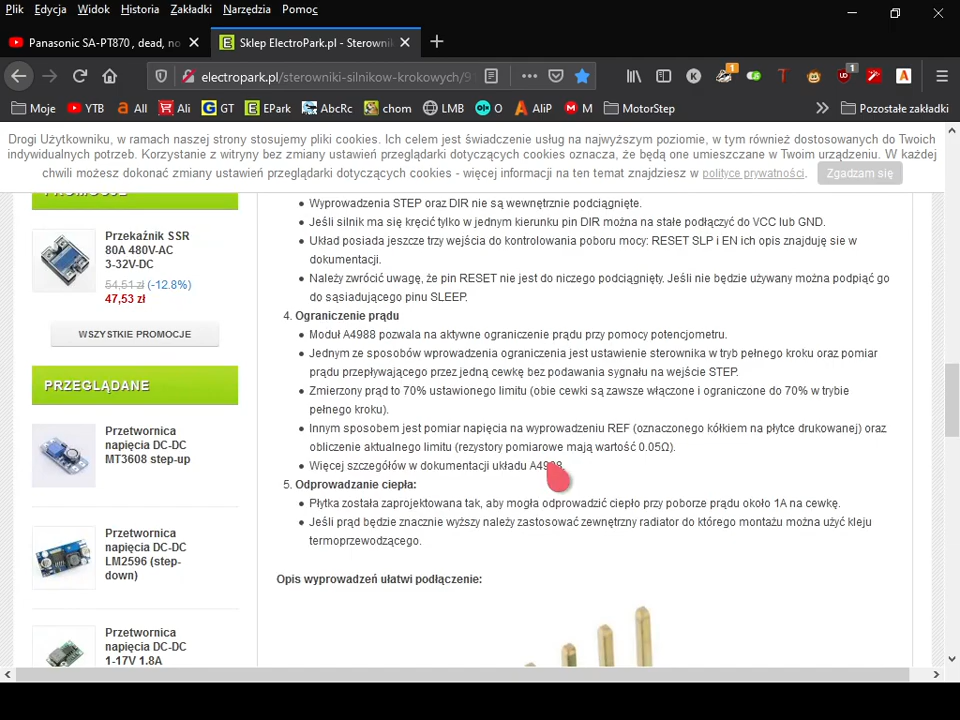 Plik Edycja Widok Historia Zakładki Narzędzia Pomoc
Panasonic SA-PT870 , dead, no
Sklep ElectroPark.pl - Sterowni
electropark.pl/sterowniki-silnikow-krokowych/9
Moje YTB All Ali GT EPark AbcRc chom LMB O AliP M MotorStep Pozostałe zakładki
Drogi Użytkowniku, w ramach naszej strony stosujemy pliki cookies. Ich celem jest świadczenie usług na najwyższym poziomie, w tym również dostosowanych do Twoich
indywidualnych potrzeb. Korzystanie z witryny bez zmiany ustawień przeglądarki dotyczących cookies oznacza, że będą one umieszczane w Twoim urządzeniu. W każdej
chwili możesz dokonać zmiany ustawień przeglądarki dotyczących cookies - więcej informacji na ten temat znajdziesz w polityce prywatności. Zgadzam się
Przekaźnik SSR
80A 480V-AC
3-32V-DC
54,51 zł (-12.8%)
47,53 zł
WSZYSTKIE PROMOCJE
PRZEGLĄDANE
Przetwornica
napięcia DC-DC
MT3608 step-up
Przetwornica
napięcia DC-DC
LM2596 (step-
down)
Przetwornica
napięcia DC-DC
1-17V 1.8A
Wyprowadzenia STEP oraz DIR nie są wewnętrznie podciągnięte.
Jeśli silnik ma się kręcić tylko w jednym kierunku pin DIR można na stałe podłączyć do VCC lub GND.
Układ posiada jeszcze trzy wejścia do kontrolowania poboru mocy: RESET SLP i EN ich opis znajduję sie w
dokumentacji.
Należy zwrócić uwagę, że pin RESET nie jest do niczego podciągnięty. Jeśli nie będzie używany można podpiąć go
do sąsiadującego pinu SLEEP.
4. Ograniczenie prądu
Moduł A4988 pozwala na aktywne ograniczenie prądu przy pomocy potencjometru.
Jednym ze sposobów wprowadzenia ograniczenia jest ustawienie sterownika w tryb pełnego kroku oraz pomiar
prądu przepływającego przez jedną cewkę bez podawania sygnału na wejście STEP.
Zmierzony prąd to 70% ustawionego limitu (obie cewki są zawsze włączone i ograniczone do 70% w trybie
pełnego kroku).
Innym sposobem jest pomiar napięcia na wyprowadzeniu REF (oznaczonego kółkiem na płytce drukowanej) oraz
obliczenie aktualnego limitu (rezystory pomiarowe mają wartość 0.05Ω).
Więcej szczegółów w dokumentacji układu A4988.
5. Odprowadzanie ciepła:
Płytka została zaprojektowana tak, aby mogła odprowadzić ciepło przy poborze prądu około 1A na cewkę.
Jeśli prąd będzie znacznie wyższy należy zastosować zewnętrzny radiator do którego montażu można użyć kleju
termoprzewodzącego.
Opis wyprowadzeń ułatwi podłączenie: